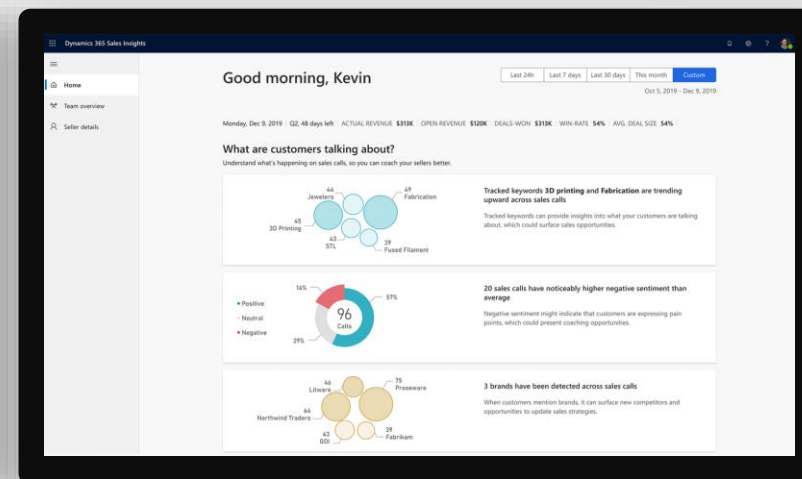 Dynamics 365 Sales Insights
?
Home
Team overview
Seller details
Good morning, Kevin
Last 24h Last 7 days Last 30 days This month Custom
Oct 5, 2019 - Dec 9, 2019
Monday, Dec 9, 2019 Q2, 48 days left ACTUAL REVENUE $313K OPEN REVENUE $120K DEALS-WON $313K WIN-RATE 54% AVG. DEAL SIZE 54%
What are customers talking about?
Understand what's happening on sales calls, so you can coach your sellers better.
44
Jewelers
69
Fabrication
65
3D Printing
43
STL
39
Fused Filament
Tracked keywords 3D printing and Fabrication are trending
upward across sales calls
Tracked keywords can provide insights into what your customers are talking
about, which could surface sales opportunities.
Positive
Neutral
Negative
14%
57%
29%
96
Calls
20 sales calls have noticeably higher negative sentiment than
average
Negative sentiment might indicate that customers are expressing pain
points, which could present coaching opportunities.
46
Litware
75
Proseware
64
Northwind Traders
43
GDI
39
Fabrikam
3 brands have been detected across sales calls
When customers mention brands, it can surface new competitors and
opportunities to update sales strategies.